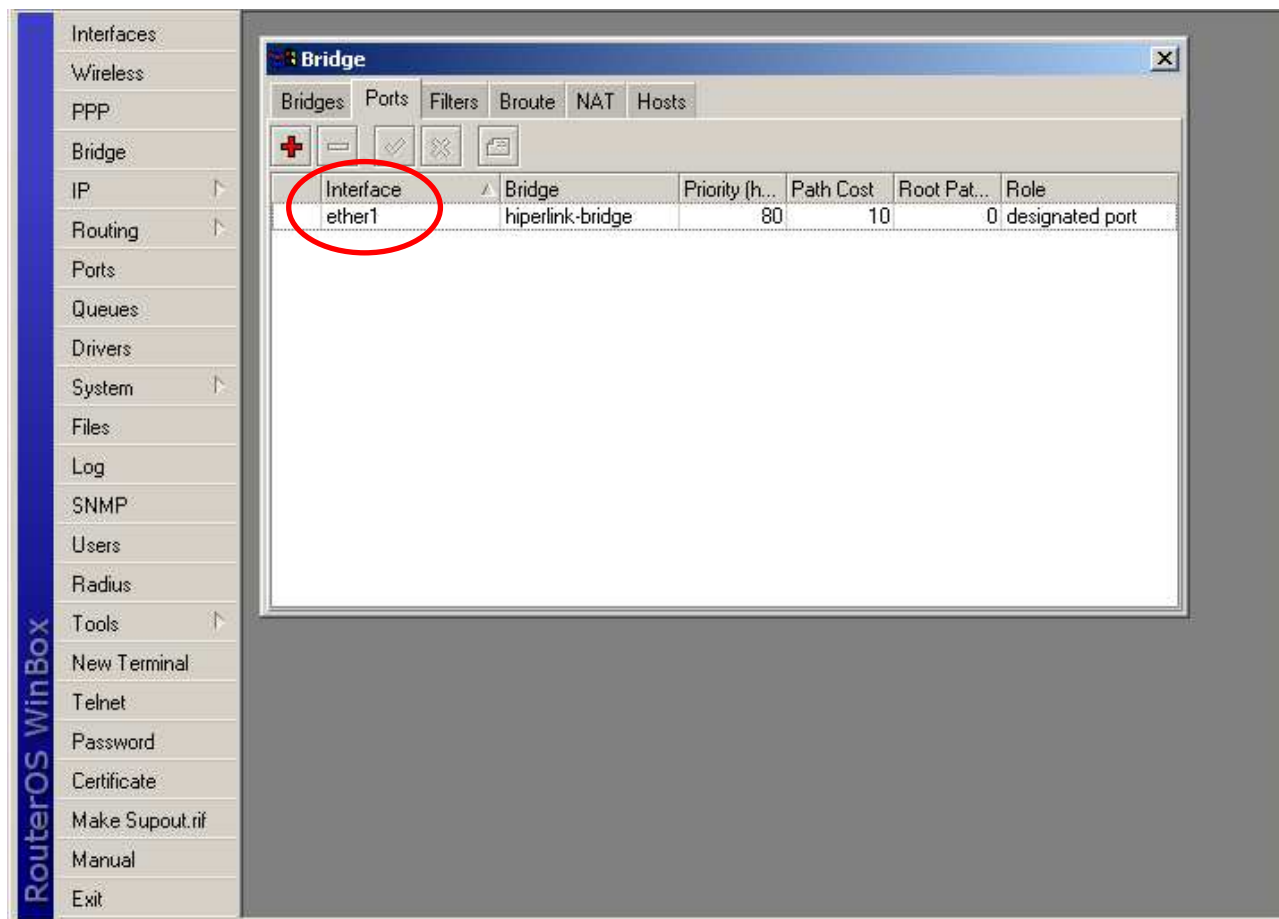 Interfaces
Wireless
PPP
Bridge
IP
Routing
Ports
Queues
Drivers
System
Files
Log
SNMP
Users
Radius
Tools
New Terminal
Telnet
Password
Certificate
Make Supout.rif
Manual
Exit
RouterOS WinBox
Bridge
Bridges Ports Filters Broute NAT Hosts
Interface Bridge Priority (h... Path Cost Root Pat... Role
ether1 hiperlink-bridge 80 10 0 designated port